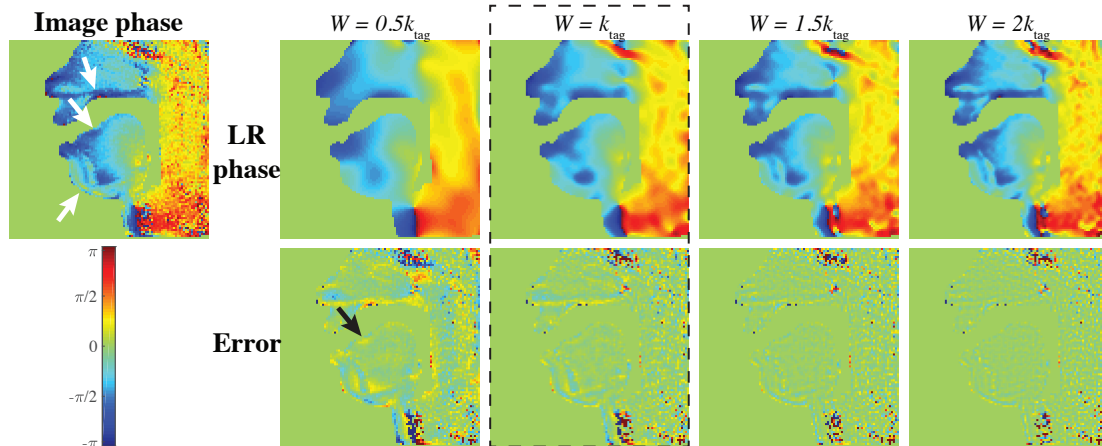 Image phase
W = 0.5k_tag
W = k_tag
W = 1.5k_tag
W = 2k_tag
LR
phase
π
π/2
0
-π/2
-π
Error